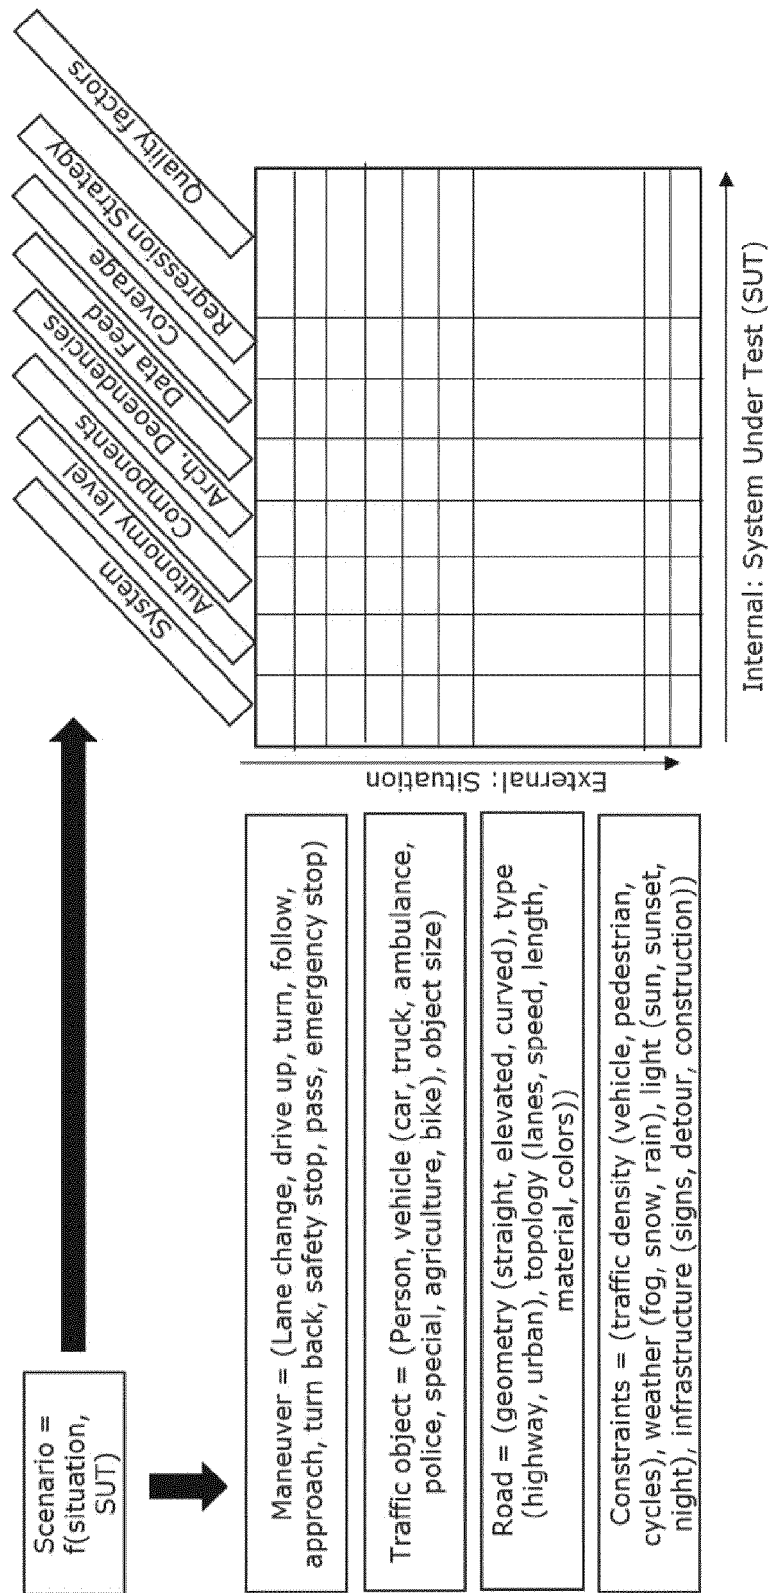 Scenario =
f(situation,
SUT)
Maneuver = (Lane change, drive up, turn, follow,
approach, turn back, safety stop, pass, emergency stop)
Traffic object = (Person, vehicle (car, truck, ambulance,
police, special, agriculture, bike), object size)
Road = (geometry (straight, elevated, curved), type
(highway, urban), topology (lanes, speed, length,
material, colors))
Constraints = (traffic density (vehicle, pedestrian,
cycles), weather (fog, snow, rain), light (sun, sunset,
night), infrastructure (signs, detour, construction))
External: Situation
System
Autonomy level
Components
Arch. Deoendencies
Data Feed
Coverage
Regression Strategy
Quality factors
Internal: System Under Test (SUT)